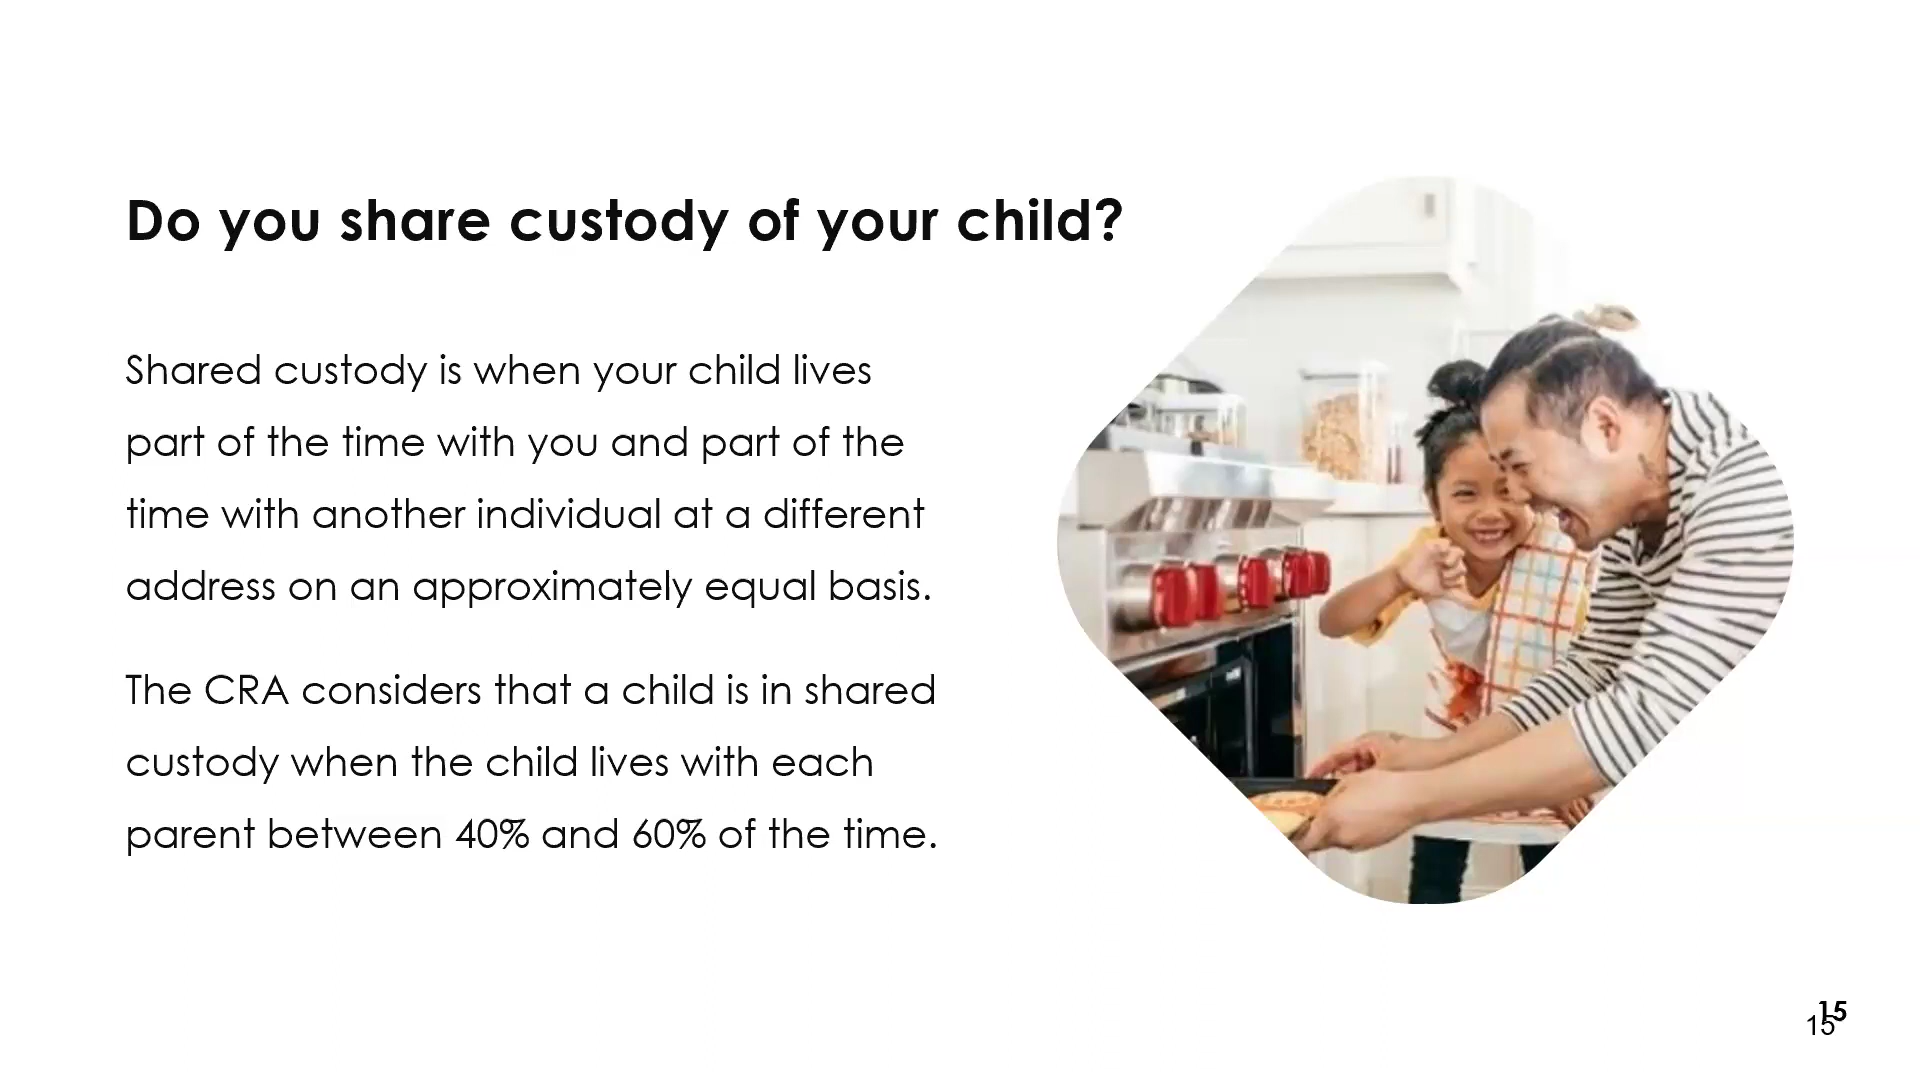 Do you share custody of your child?
Shared custody is when your child lives
part of the time with you and part of the
time with another individual at a different
address on an approximately equal basis.
The CRA considers that a child is in shared
custody when the child lives with each
parent between 40% and 60% of the time.
15
15